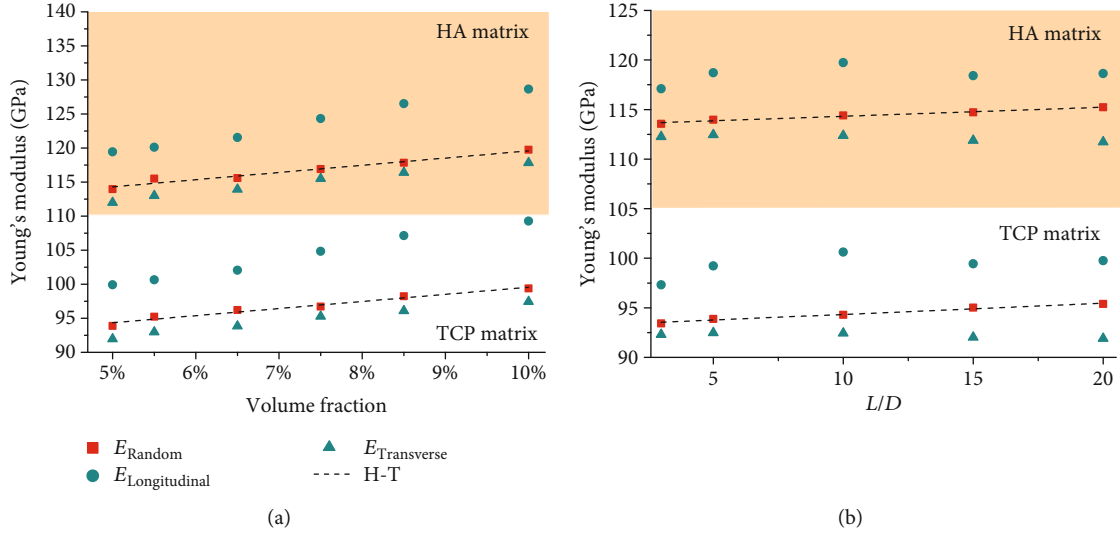 140
135
130
125
120
115
110
105
100
95
90
Young's modulus (GPa)
HA matrix
TCP matrix
5% 6% 7% 8% 9% 10%
Volume fraction
125
120
115
110
105
100
95
90
Young's modulus (GPa)
HA matrix
TCP matrix
5 10 15 20
L/D
E_Random
E_Longitudinal
E_Transverse
H-T
(a)
(b)